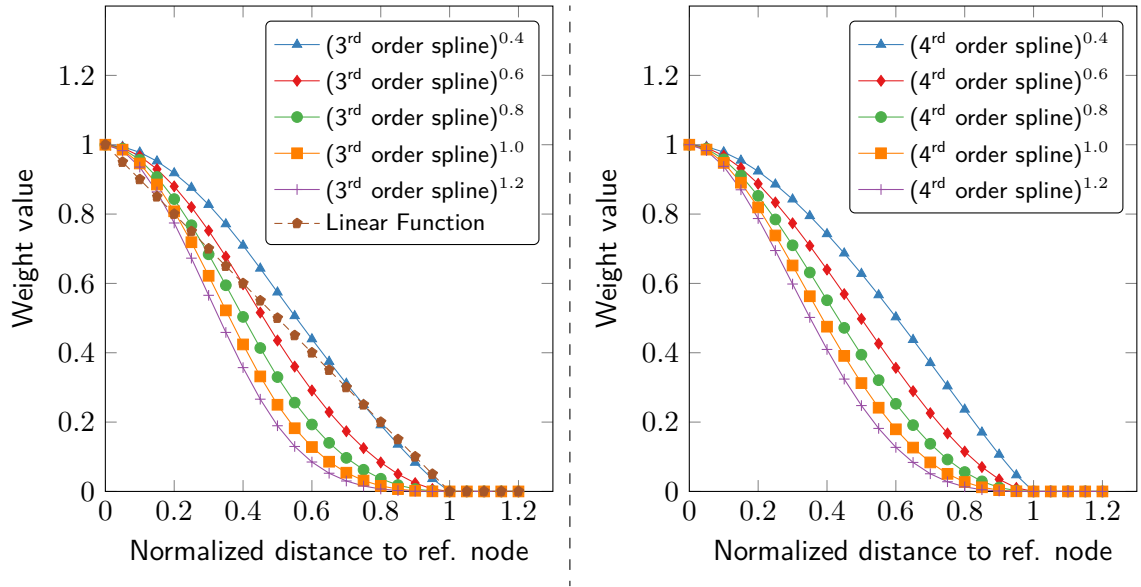 (3rd order spline)0.4
(3rd order spline)0.6
(3rd order spline)0.8
(3rd order spline)1.0
(3rd order spline)1.2
Linear Function
Weight value
1.2
1
0.8
0.6
0.4
0.2
0
0 0.2 0.4 0.6 0.8 1 1.2
Normalized distance to ref. node
(4rd order spline)0.4
(4rd order spline)0.6
(4rd order spline)0.8
(4rd order spline)1.0
(4rd order spline)1.2
Weight value
1.2
1
0.8
0.6
0.4
0.2
0
0 0.2 0.4 0.6 0.8 1 1.2
Normalized distance to ref. node